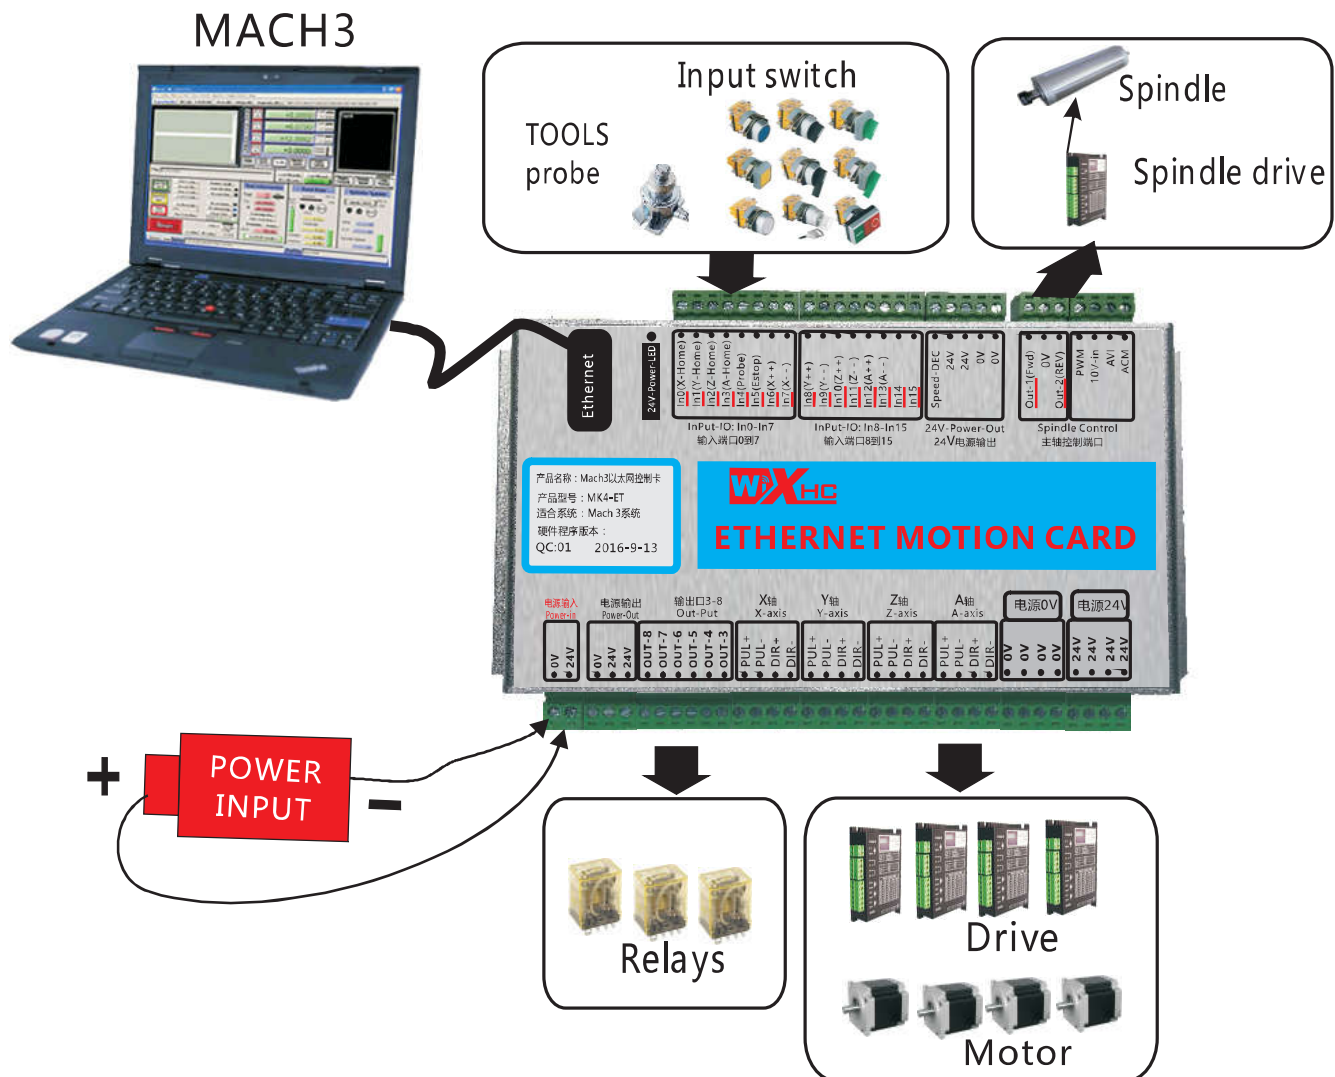 MACH3
Input switch
TOOLS
probe
Spindle
Spindle drive
Ethernet
24V-Power-LED
In0(X-Home)
In1(Y-Home)
In2(Z-Home)
In3(A-Home)
In4(Probe)
In5(Estop)
In6(X++)
In7(X--)
In8(Y++)
In9(Y--)
In10(Z++)
In11(Z--)
In12(A++)
In13(A--)
In14
In15
Speed-DEC
24V
24V
0V
0V
Out-1(Fwd)
0V
Out-2(REV)
PWM
10V-in
AVI
ACM
InPut-IO: In0-In7
输入端口0到7
InPut-IO: In8-In15
输入端口8到15
24V-Power-Out
24V电源输出
Spindle Control
主轴控制端口
产品名称：Mach3以太网控制卡
产品型号：MK4-ET
适合系统：Mach 3系统
硬件程序版本：
QC:01 2016-9-13
WiXHC
ETHERNET MOTION CARD
电源输入
Power-in
电源输出
Power-Out
输出口3-8
Out-Put
X轴
X-axis
Y轴
Y-axis
Z轴
Z-axis
A轴
A-axis
电源0V
电源24V
0V
24V
0V
24V
24V
OUT-8
OUT-7
OUT-6
OUT-5
OUT-4
OUT-3
PUL+
PUL-
DIR+
DIR-
PUL+
PUL-
DIR+
DIR-
PUL+
PUL-
DIR+
DIR-
PUL+
PUL-
DIR+
DIR-
0V
0V
0V
0V
24V
24V
24V
24V
+
POWER
INPUT
-
Relays
Drive
Motor